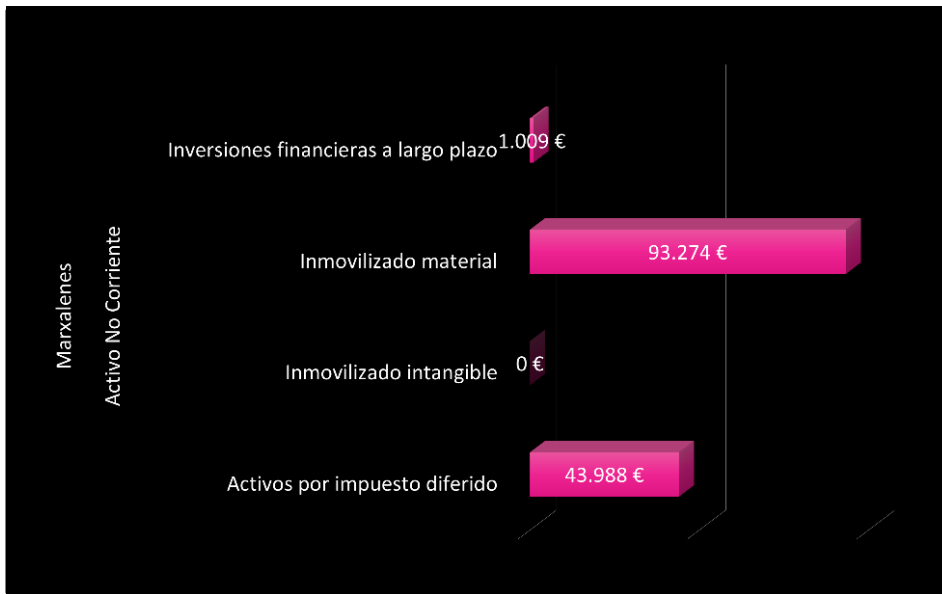 Inversiones financieras a largo plazo 1.009 €
Inmovilizado material 93.274 €
Marxalenes
Activo No Corriente
Inmovilizado intangible 0 €
Activos por impuesto diferido 43.988 €